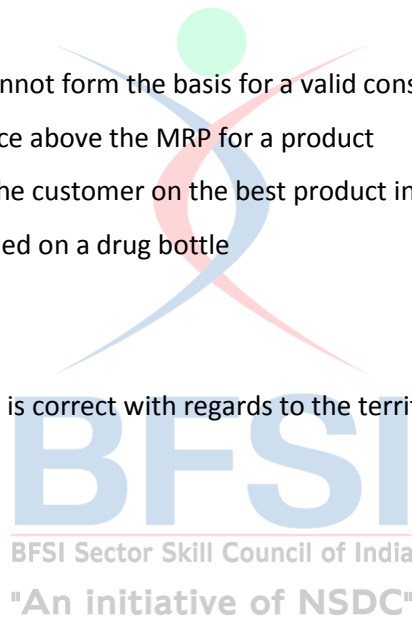 nnot form the basis for a valid cons
ce above the MRP for a product
he customer on the best product in
ed on a drug bottle
is correct with regards to the territ
BFSI
BFSI Sector Skill Council of India
"An initiative of NSDC"